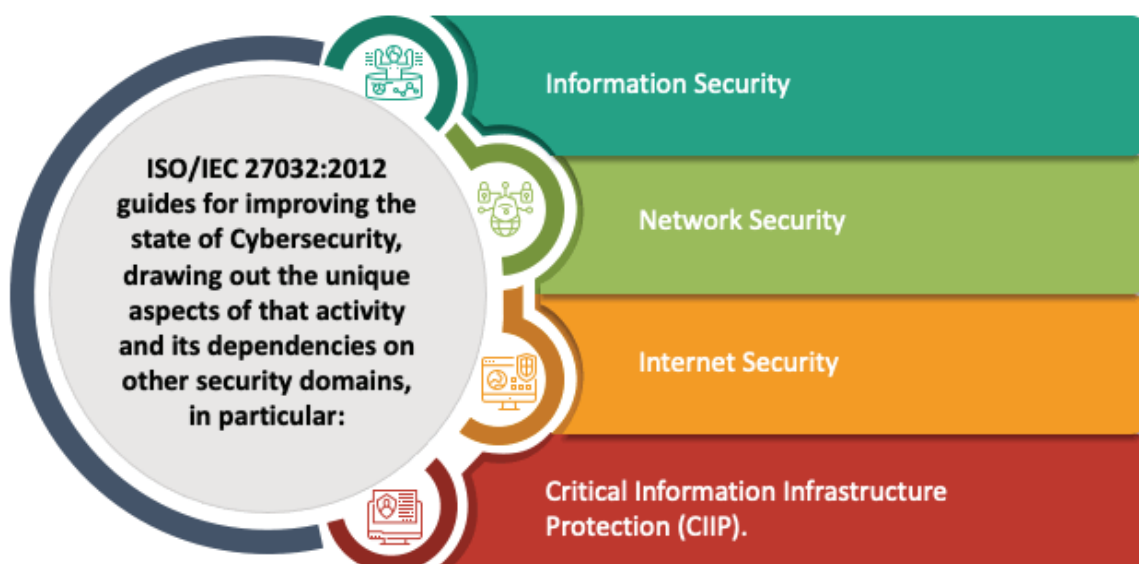 ISO/IEC 27032:2012
guides for improving the
state of Cybersecurity,
drawing out the unique
aspects of that activity
and its dependencies on
other security domains,
in particular:
Information Security
Network Security
Internet Security
Critical Information Infrastructure
Protection (CIIP).